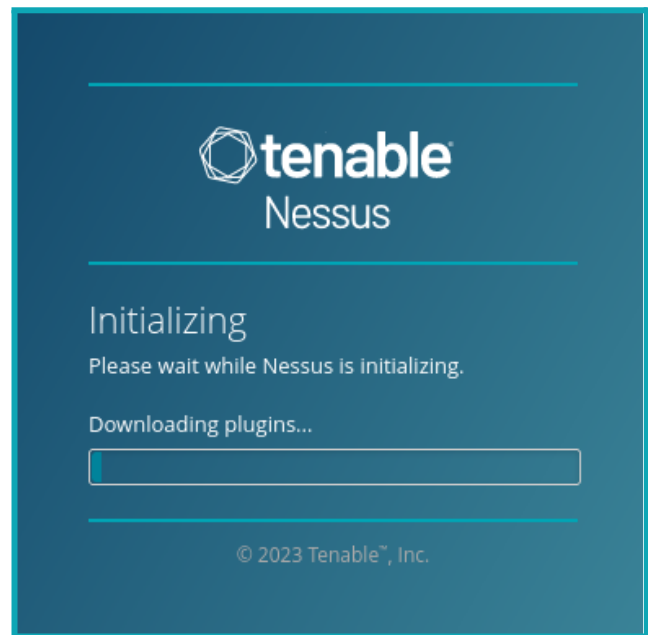 tenable®
Nessus
Initializing
Please wait while Nessus is initializing.
Downloading plugins...
© 2023 Tenable™, Inc.